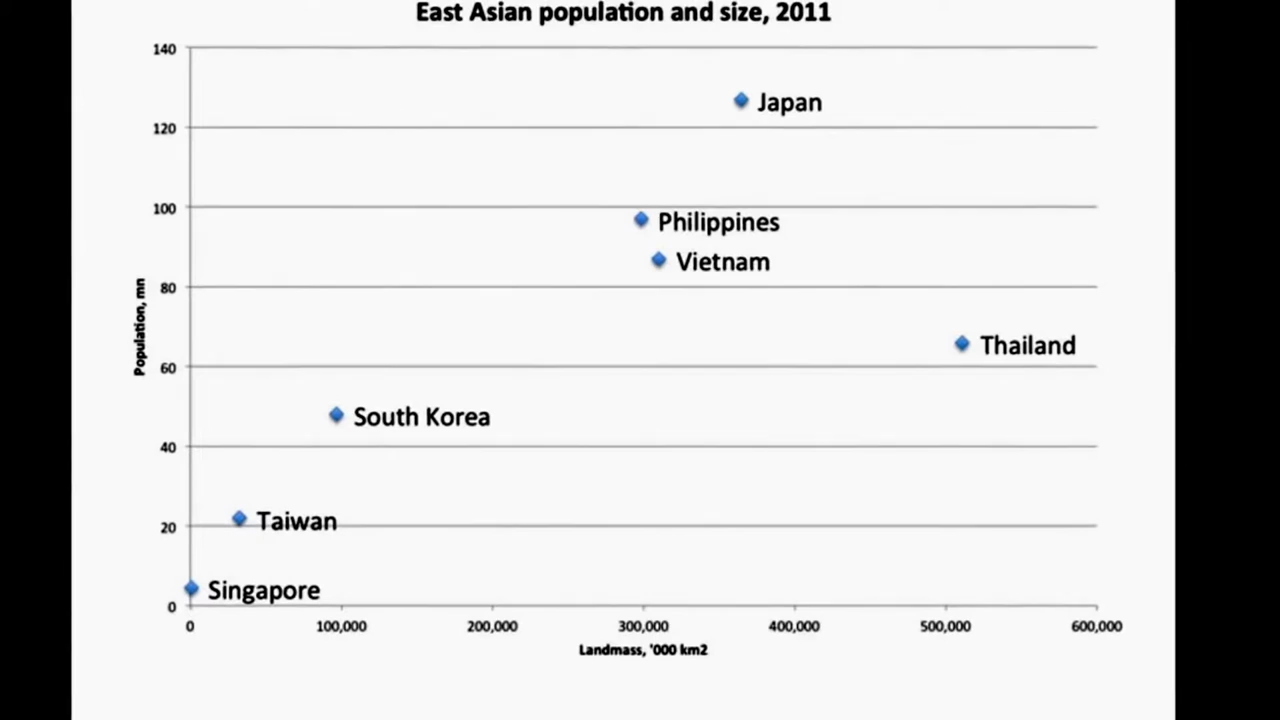 East Asian population and size, 2011
140
120
100
80
60
40
20
0
Population, mn
Japan
Philippines
Vietnam
Thailand
South Korea
Taiwan
Singapore
0 100,000 200,000 300,000 400,000 500,000 600,000
Landmass, '000 km2